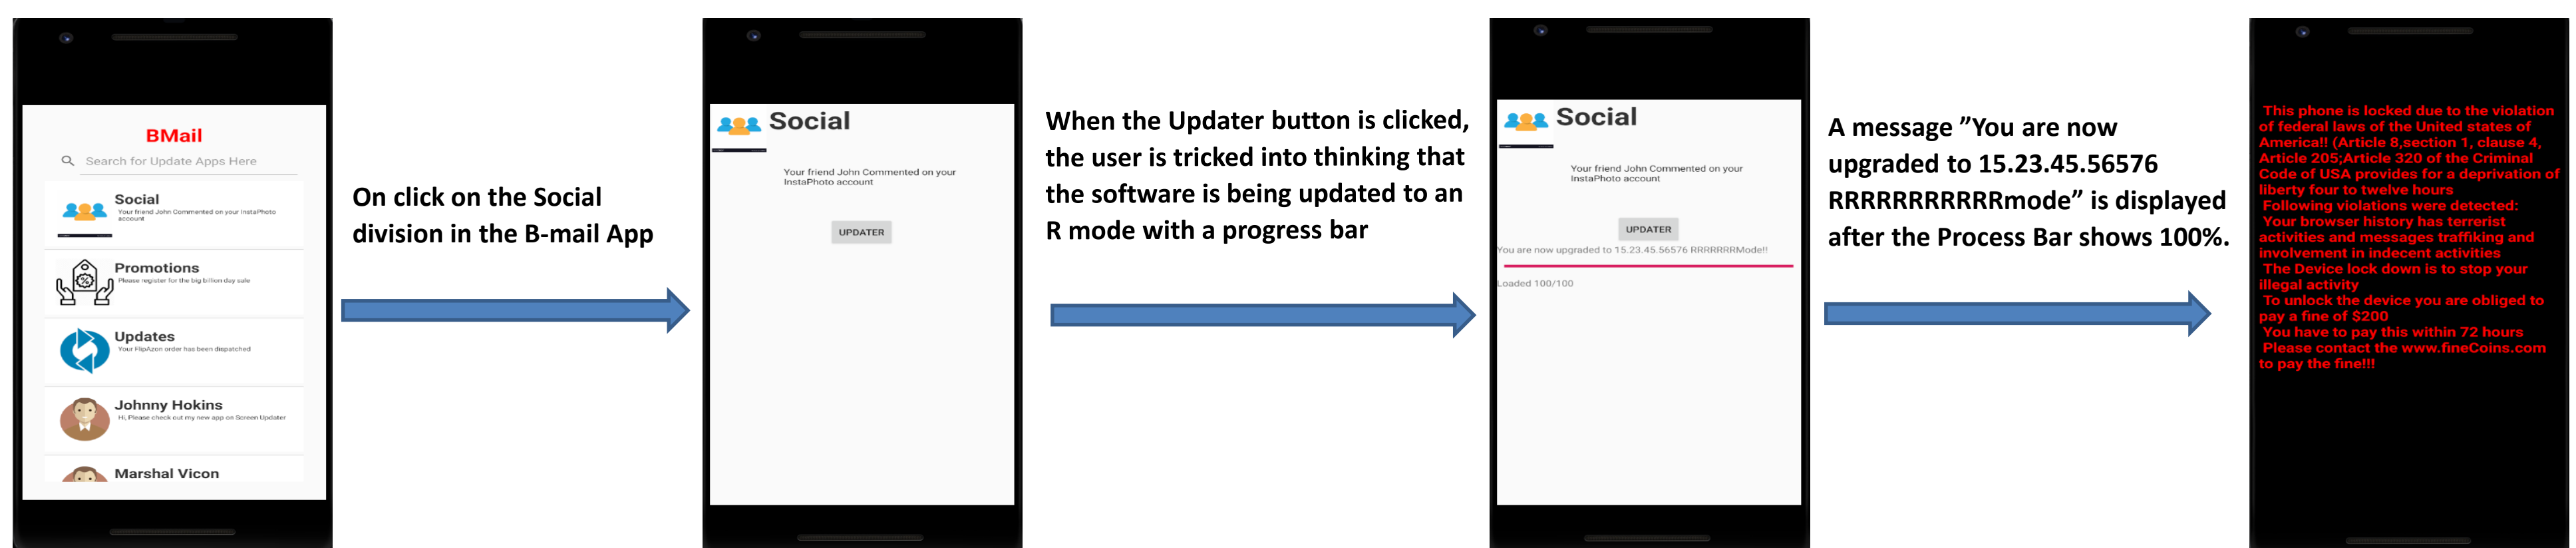 BMail
Search for Update Apps Here
Social
Your friend John Commented on your InstaPhoto
account
Promotions
Please register for the big billion day sale
Updates
Your FlipAzon order has been dispatched
Johnny Hokins
Hi, Please check out my new app on Screen Updater
Marshal Vicon
On click on the Social
division in the B-mail App
Social
Your friend John Commented on your
InstaPhoto account
UPDATER
When the Updater button is clicked,
the user is tricked into thinking that
the software is being updated to an
R mode with a progress bar
Social
Your friend John Commented on your
InstaPhoto account
UPDATER
You are now upgraded to 15.23.45.56576 RRRRRRRMode!!
Loaded 100/100
A message ”You are now
upgraded to 15.23.45.56576
RRRRRRRRRRRmode” is displayed
after the Process Bar shows 100%.
This phone is locked due to the violation
of federal laws of the United states of
America!! (Article 8,section 1, clause 4,
Article 205;Article 320 of the Criminal
Code of USA provides for a deprivation of
liberty four to twelve hours
Following violations were detected:
Your browser history has terrerist
activities and messages traffiking and
involvement in indecent activities
The Device lock down is to stop your
illegal activity
To unlock the device you are obliged to
pay a fine of $200
You have to pay this within 72 hours
Please contact the www.fineCoins.com
to pay the fine!!!